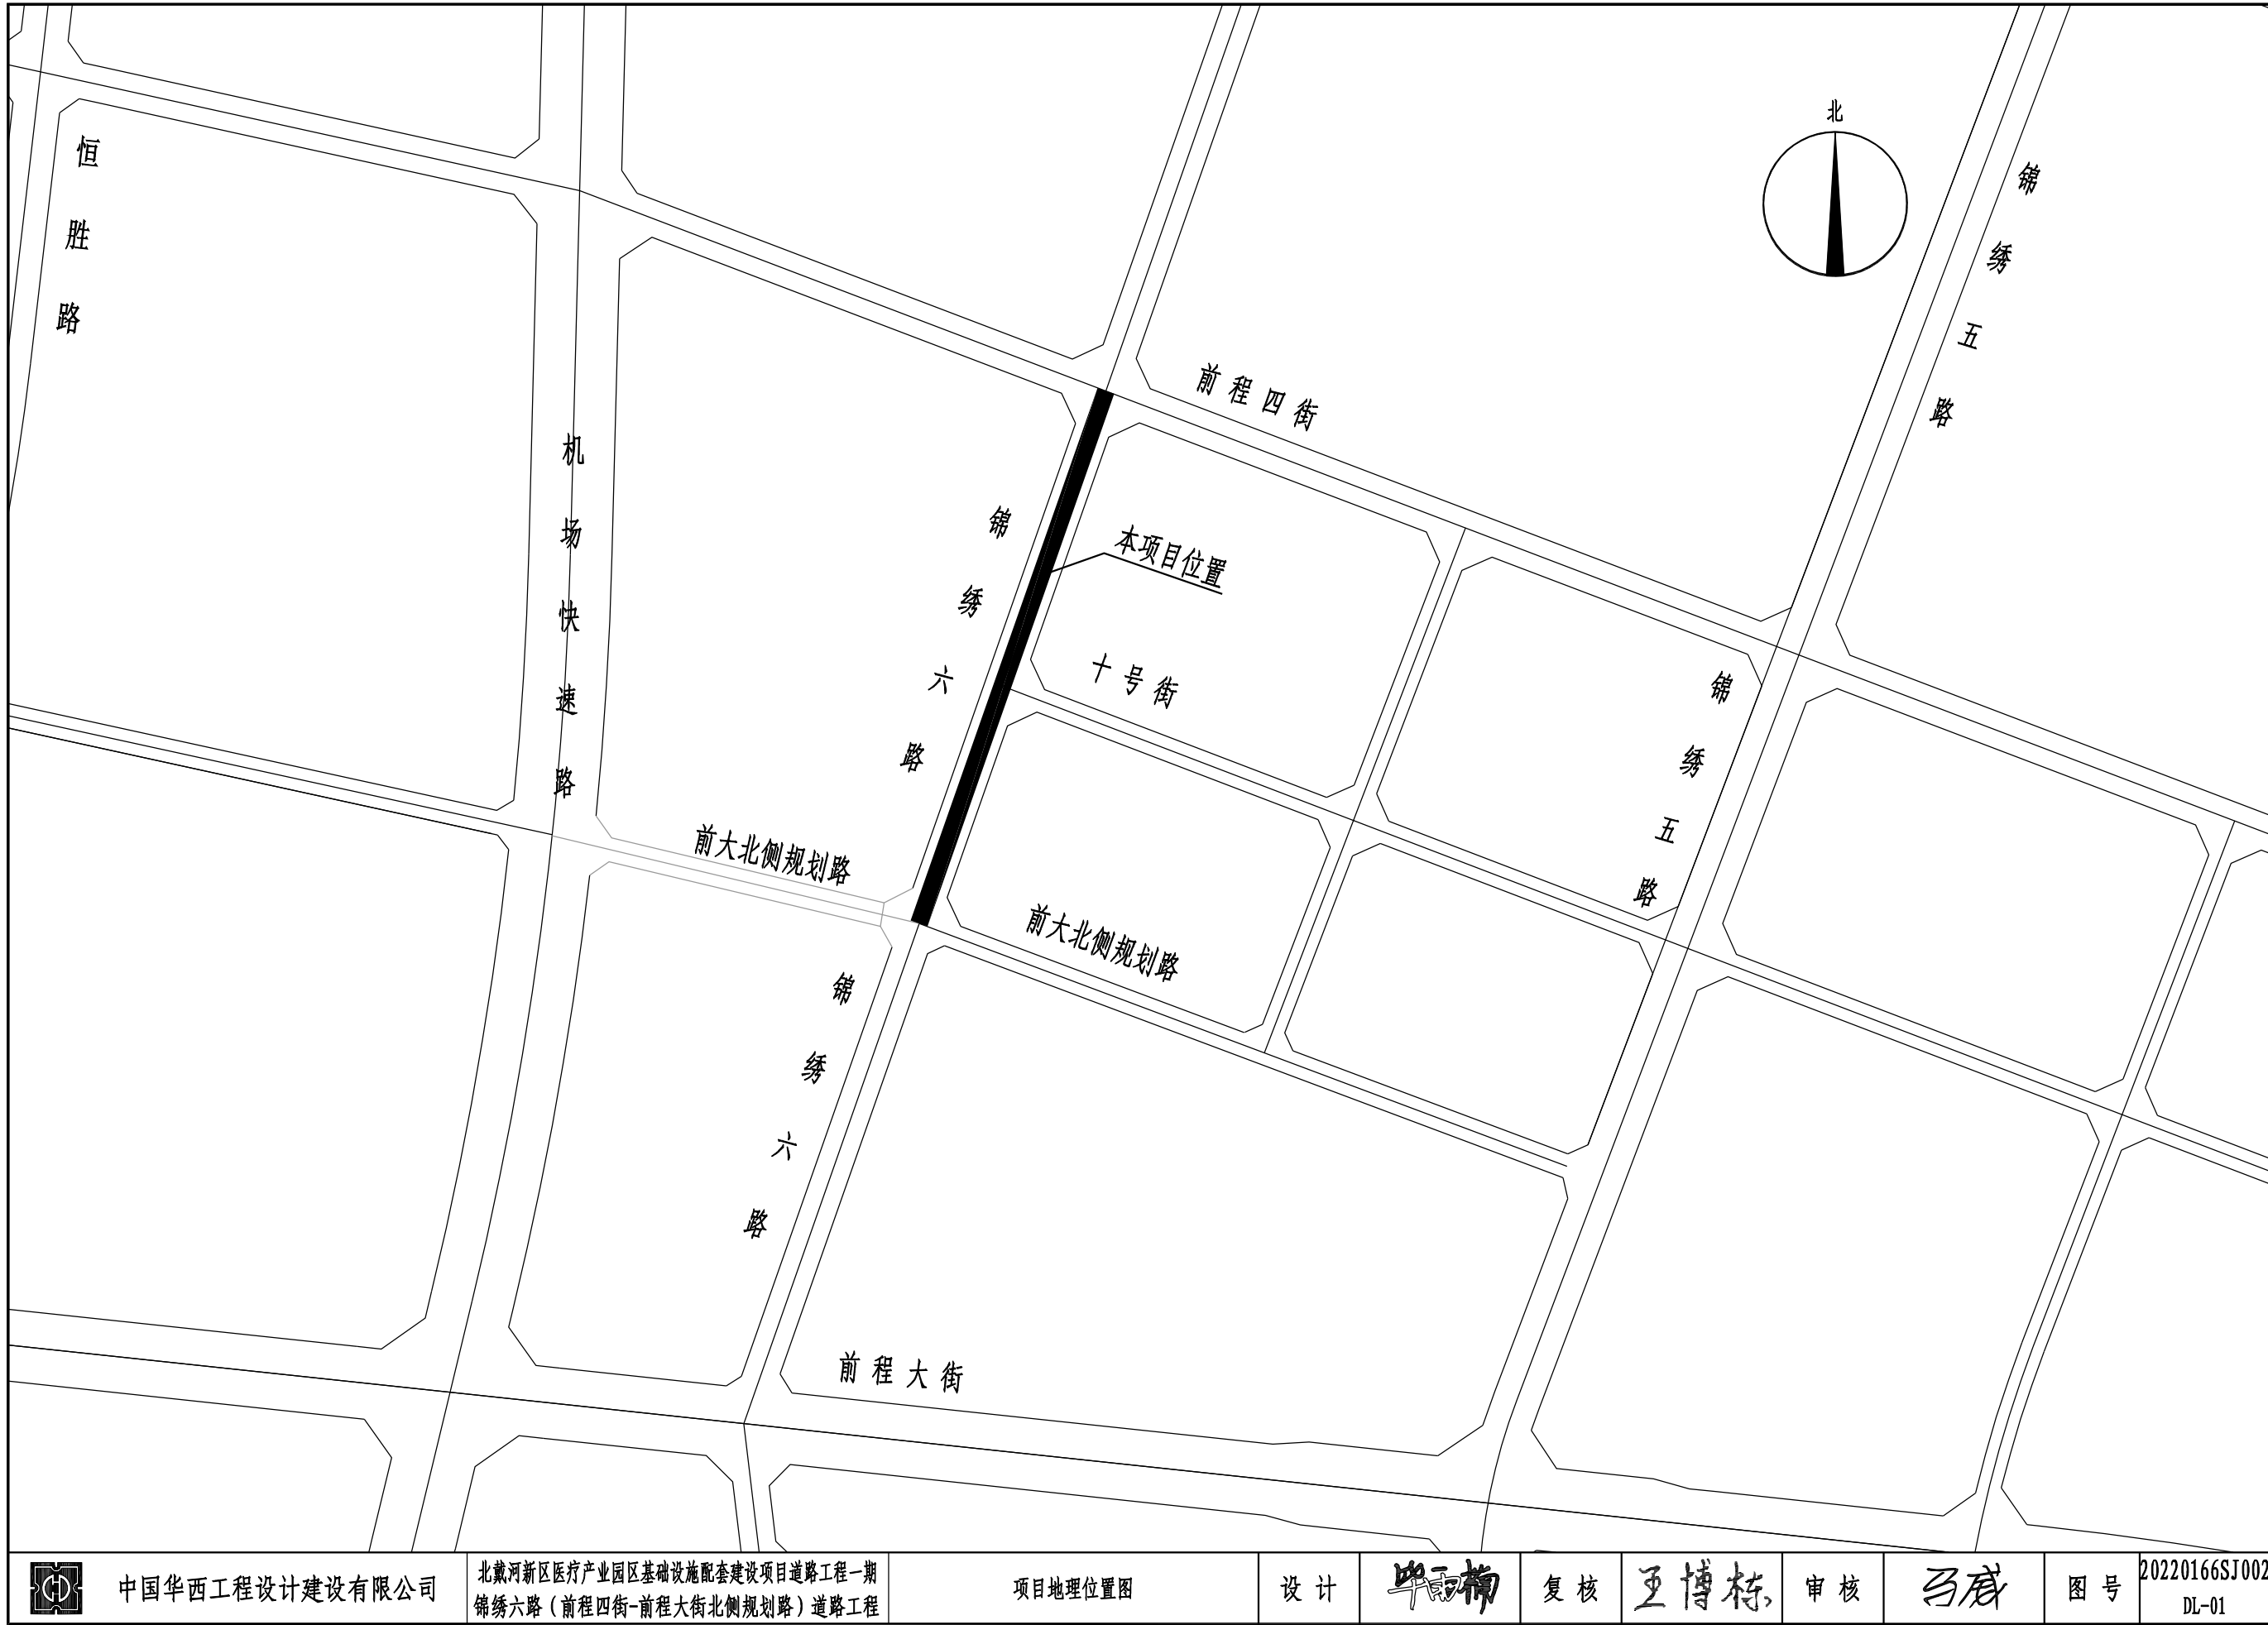 北
恒胜路
锦绣五路
前程四街
机场快速路
锦绣六路
本项目位置
十号街
锦绣五路
前大北侧规划路
前大北侧规划路
锦绣六路
前程大街
中国华西工程设计建设有限公司
北戴河新区医疗产业园区基础设施配套建设项目道路工程一期
锦绣六路（前程四街-前程大街北侧规划路）道路工程
项目地理位置图
设计
毕雨楠
复核
王博栋
审核
马威
图号
20220166SJ002
DL-01